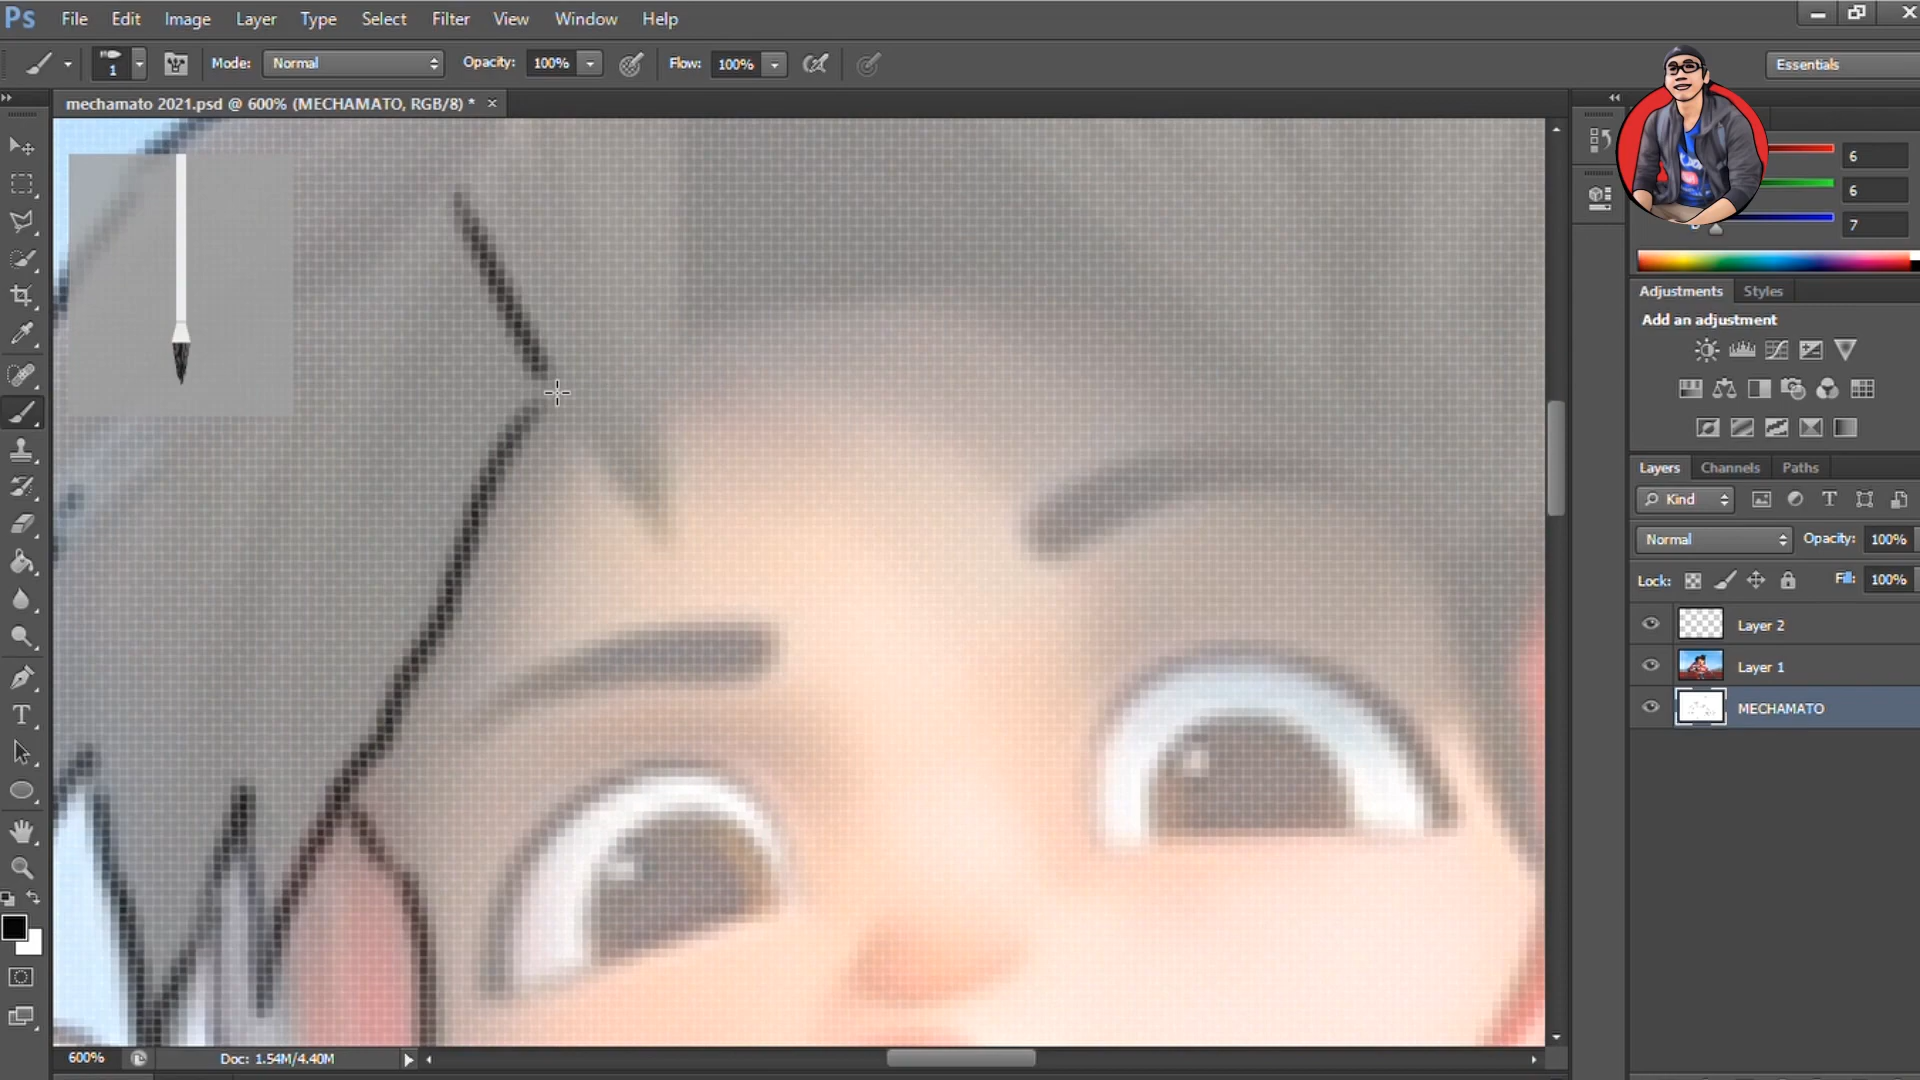 Ps File Edit Image Layer Type Select Filter View Window Help
1 Mode: Normal Opacity: 100% Flow: 100% Essentials
mechamato 2021.psd @ 600% (MECHAMATO, RGB/8) * ×
6
6
B 7
Adjustments Styles
Add an adjustment
Layers Channels Paths
Kind
Normal Opacity: 100%
Lock: Fill: 100%
Layer 2
Layer 1
MECHAMATO
600% Doc: 1.54M/4.40M